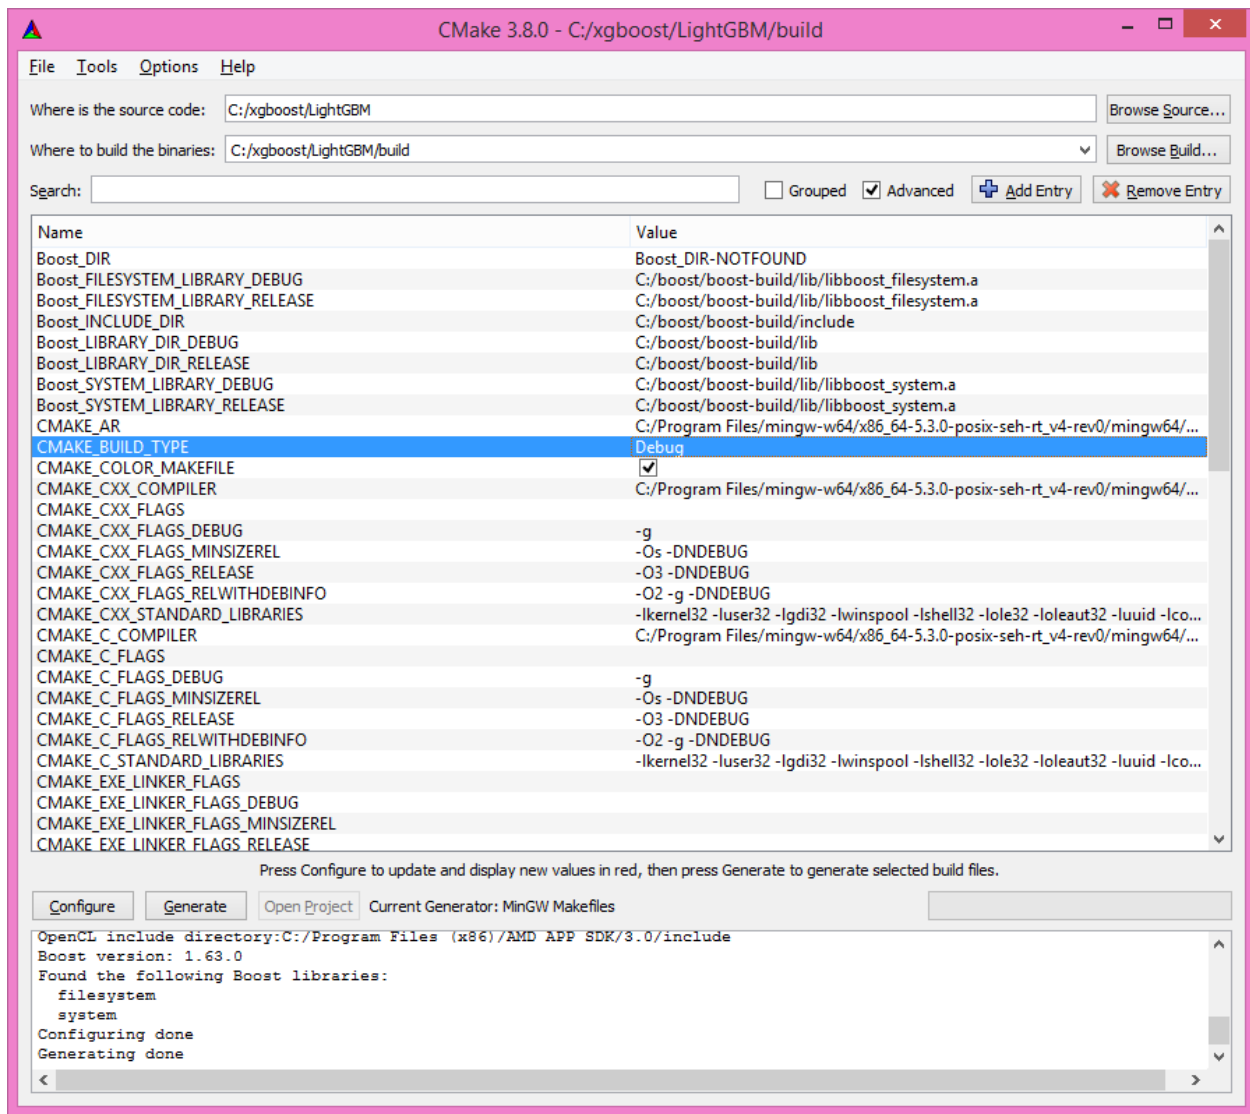 CMake 3.8.0 - C:/xgboost/LightGBM/build
File Tools Options Help
Where is the source code: C:/xgboost/LightGBM Browse Source...
Where to build the binaries: C:/xgboost/LightGBM/build Browse Build...
Search: Grouped Advanced Add Entry Remove Entry
Name Value
Boost_DIR Boost_DIR-NOTFOUND
Boost_FILESYSTEM_LIBRARY_DEBUG C:/boost/boost-build/lib/libboost_filesystem.a
Boost_FILESYSTEM_LIBRARY_RELEASE C:/boost/boost-build/lib/libboost_filesystem.a
Boost_INCLUDE_DIR C:/boost/boost-build/include
Boost_LIBRARY_DIR_DEBUG C:/boost/boost-build/lib
Boost_LIBRARY_DIR_RELEASE C:/boost/boost-build/lib
Boost_SYSTEM_LIBRARY_DEBUG C:/boost/boost-build/lib/libboost_system.a
Boost_SYSTEM_LIBRARY_RELEASE C:/boost/boost-build/lib/libboost_system.a
CMAKE_AR C:/Program Files/mingw-w64/x86_64-5.3.0-posix-seh-rt_v4-rev0/mingw64/...
CMAKE_BUILD_TYPE Debug
CMAKE_COLOR_MAKEFILE
CMAKE_CXX_COMPILER C:/Program Files/mingw-w64/x86_64-5.3.0-posix-seh-rt_v4-rev0/mingw64/...
CMAKE_CXX_FLAGS
CMAKE_CXX_FLAGS_DEBUG -g
CMAKE_CXX_FLAGS_MINSIZEREL -Os -DNDEBUG
CMAKE_CXX_FLAGS_RELEASE -O3 -DNDEBUG
CMAKE_CXX_FLAGS_RELWITHDEBINFO -O2 -g -DNDEBUG
CMAKE_CXX_STANDARD_LIBRARIES -lkernel32 -luser32 -lgdi32 -lwinspool -lshell32 -lole32 -loleaut32 -luuid -lco...
CMAKE_C_COMPILER C:/Program Files/mingw-w64/x86_64-5.3.0-posix-seh-rt_v4-rev0/mingw64/...
CMAKE_C_FLAGS
CMAKE_C_FLAGS_DEBUG -g
CMAKE_C_FLAGS_MINSIZEREL -Os -DNDEBUG
CMAKE_C_FLAGS_RELEASE -O3 -DNDEBUG
CMAKE_C_FLAGS_RELWITHDEBINFO -O2 -g -DNDEBUG
CMAKE_C_STANDARD_LIBRARIES -lkernel32 -luser32 -lgdi32 -lwinspool -lshell32 -lole32 -loleaut32 -luuid -lco...
CMAKE_EXE_LINKER_FLAGS
CMAKE_EXE_LINKER_FLAGS_DEBUG
CMAKE_EXE_LINKER_FLAGS_MINSIZEREL
CMAKE_EXE_LINKER_FLAGS_RELEASE
Press Configure to update and display new values in red, then press Generate to generate selected build files.
Configure Generate Open Project Current Generator: MinGW Makefiles
OpenCL include directory:C:/Program Files (x86)/AMD APP SDK/3.0/include
Boost version: 1.63.0
Found the following Boost libraries:
filesystem
system
Configuring done
Generating done